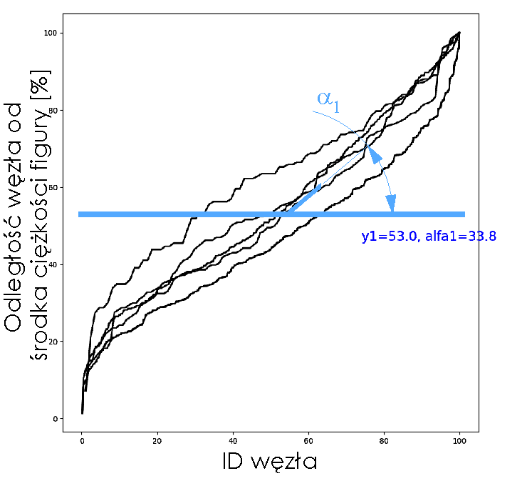 Odległość węzła od
środka ciężkości figury [%]
100
80
60
40
20
0
α1
y1=53.0, alfa1=33.8
0
20
40
60
80
100
ID węzła